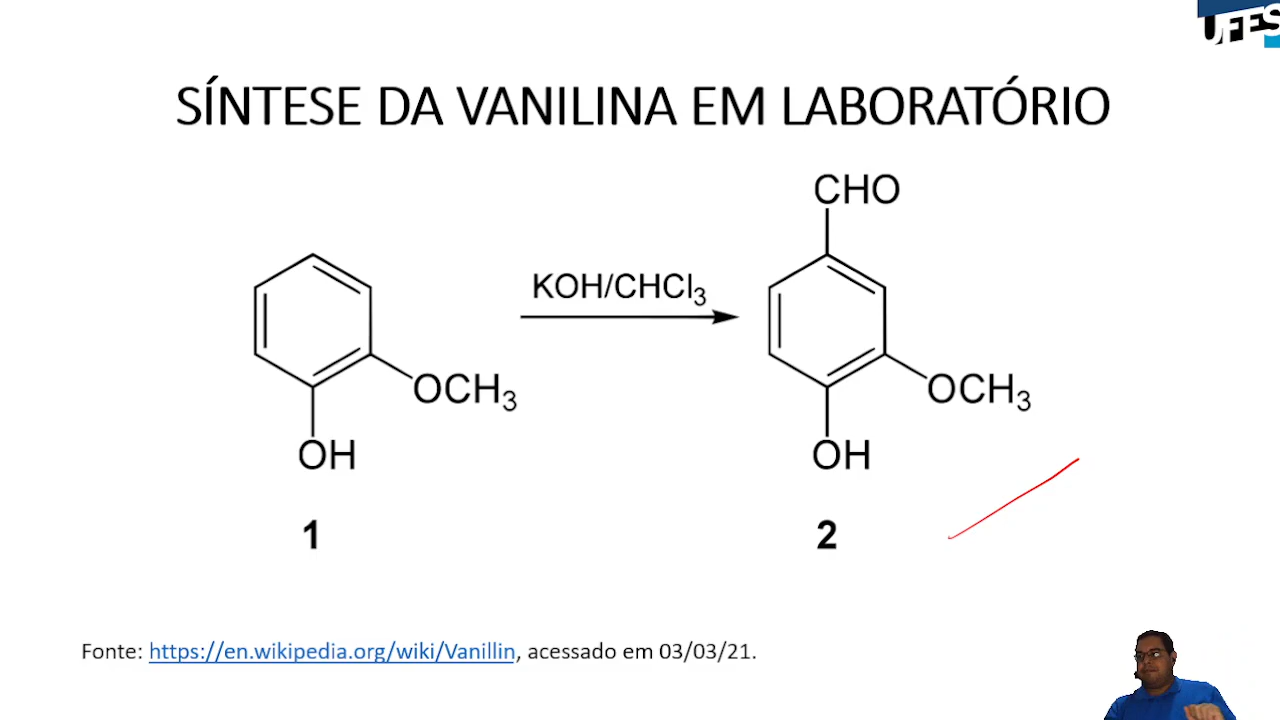 UFES
SÍNTESE DA VANILINA EM LABORATÓRIO
CHO
KOH/CHCl₃
OCH₃
OCH₃
OH
OH
1
2
Fonte: https://en.wikipedia.org/wiki/Vanillin, acessado em 03/03/21.